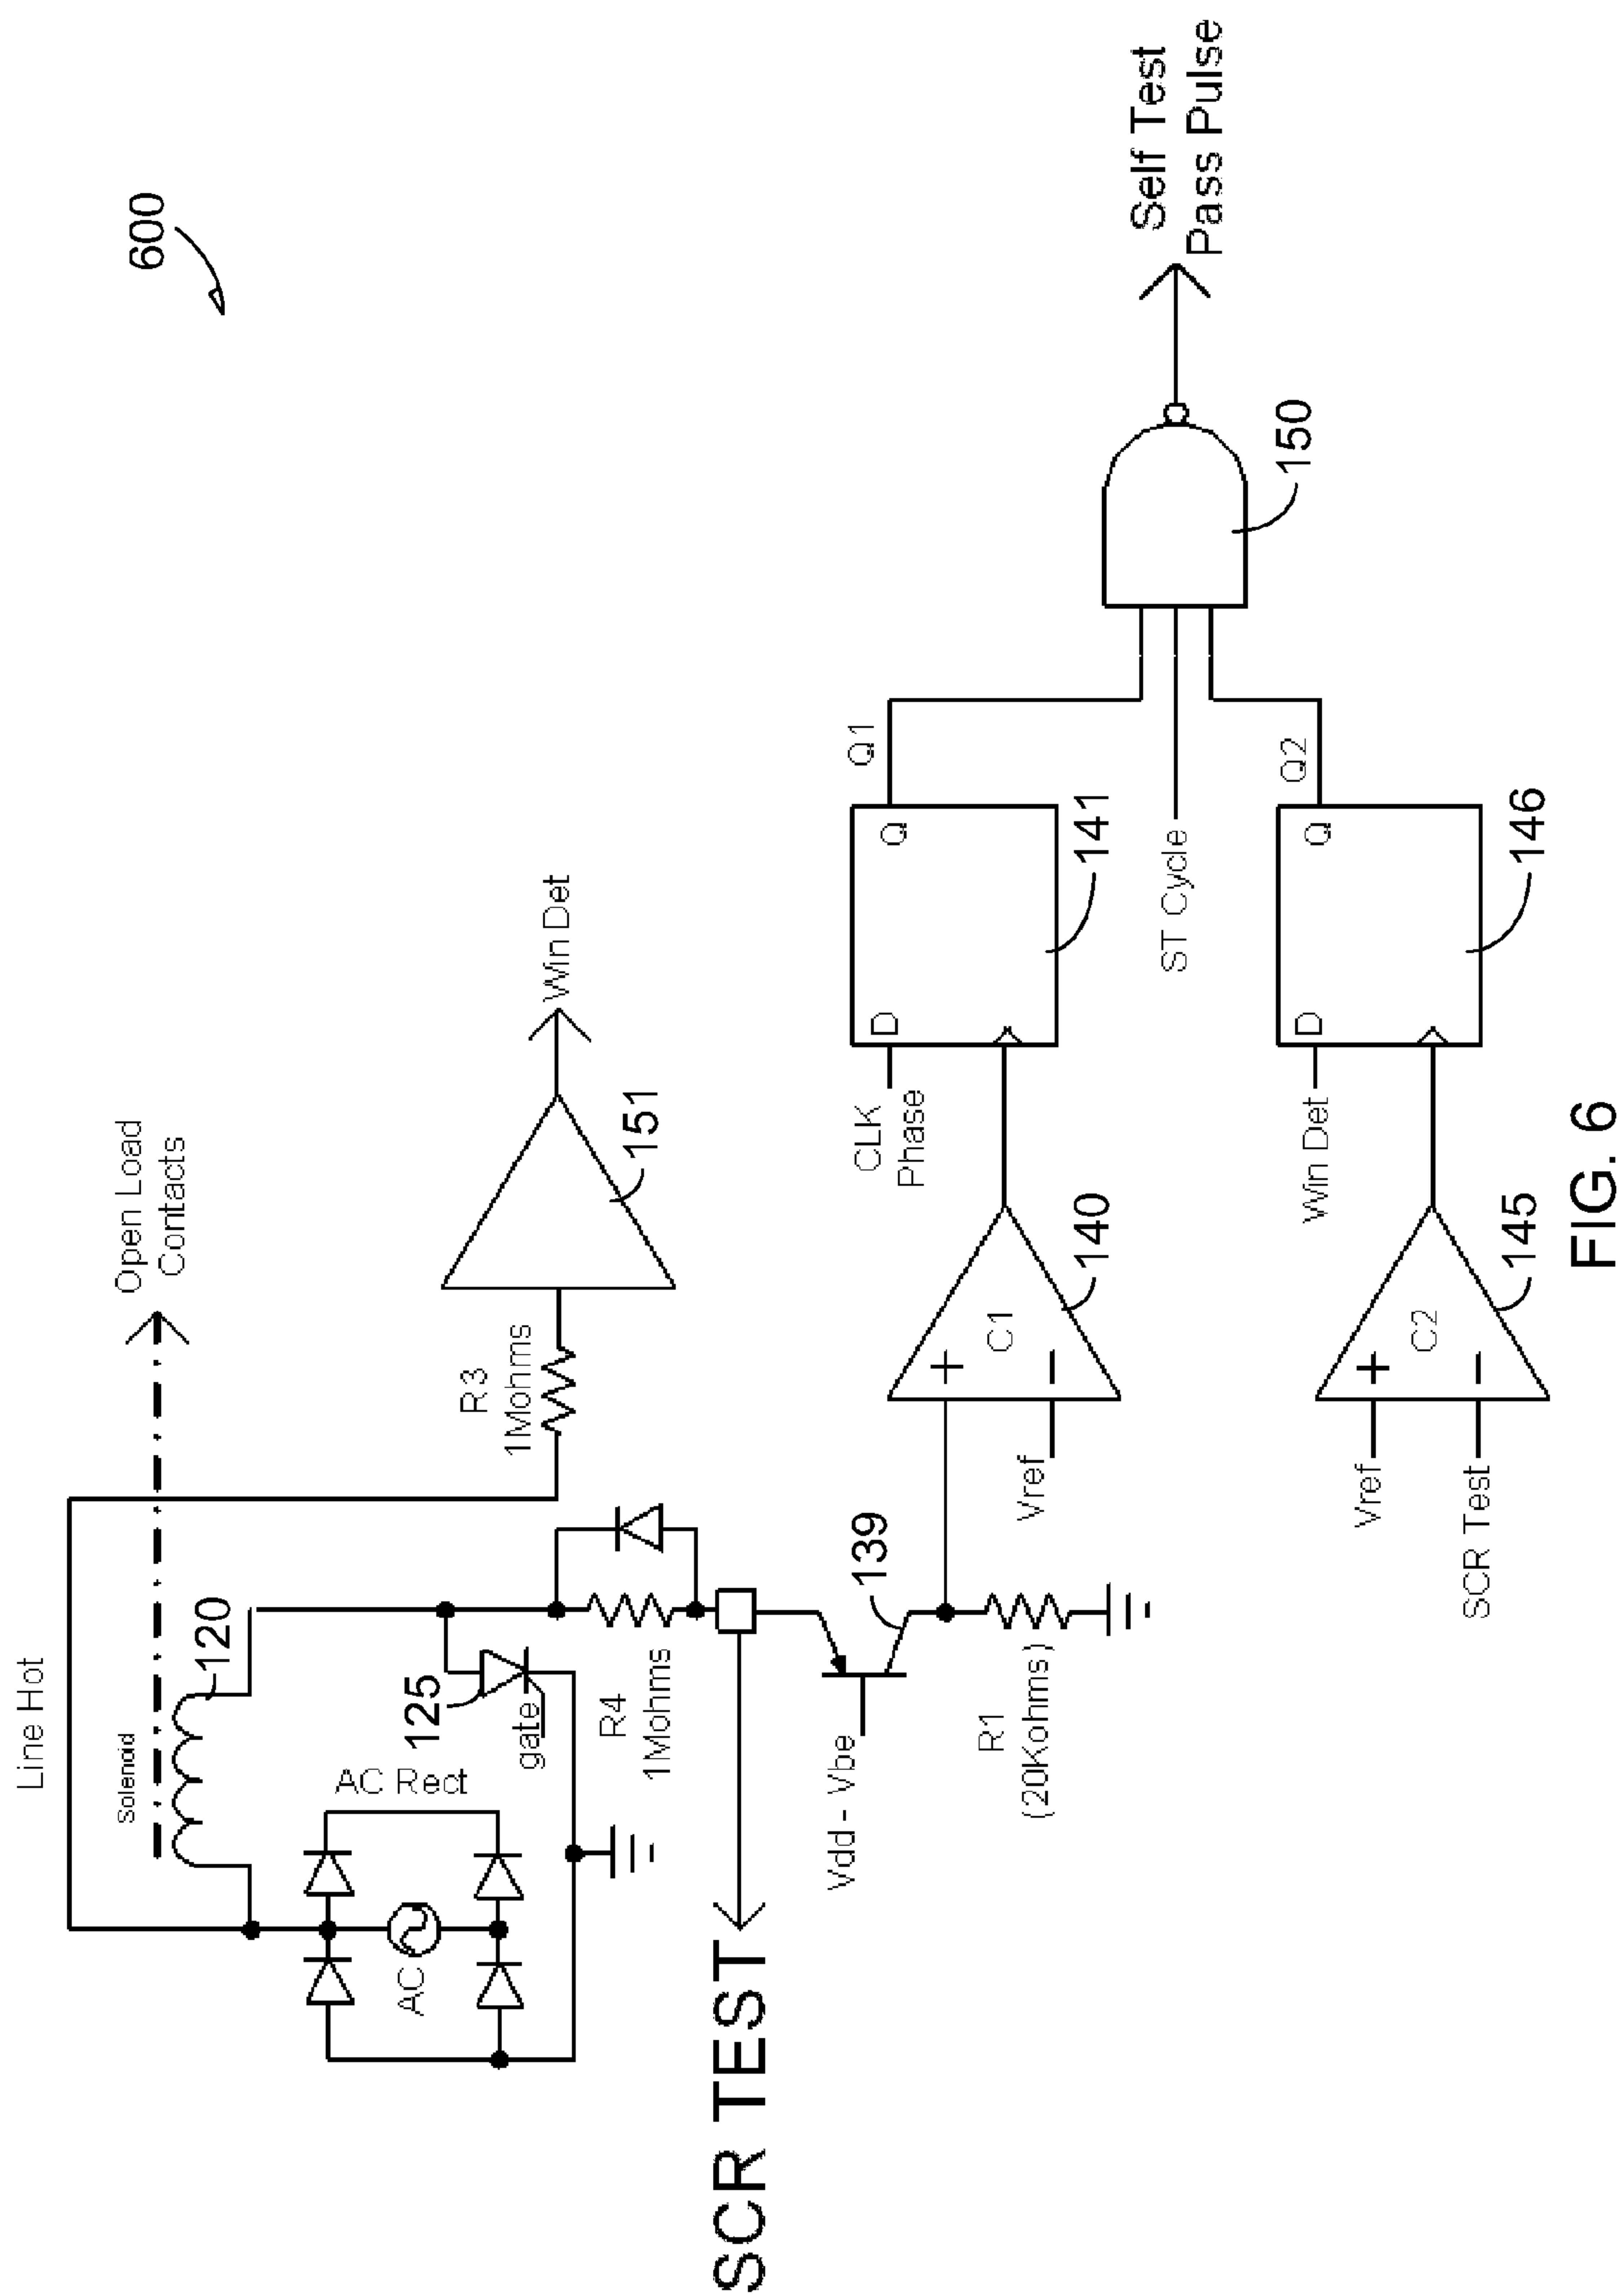 600
Line Hot
Open Load
Contacts
Solenoid
120
AC Rect
AC
125
gate
R4
1Mohms
R3
1Mohms
151
Win Det
SCR TEST
Vdd - Vbe
139
R1
(20Kohms)
Vref
+
-
C1
140
CLK
Phase
D
Q
141
Q1
ST Cycle
Vref
SCR Test
+
-
C2
145
Win Det
D
Q
146
Q2
150
Self Test
Pass Pulse
FIG. 6